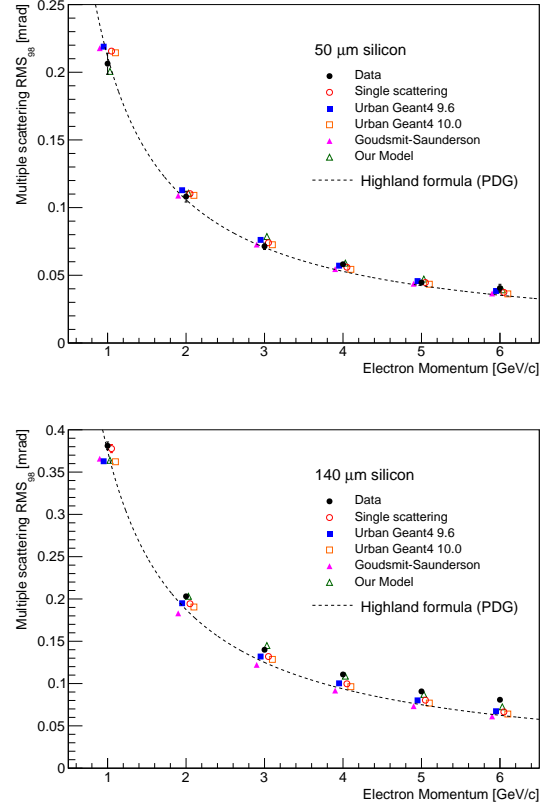 Multiple scattering RMS98 [mrad]
0.25
0.2
0.15
0.1
0.05
0
50 μm silicon
Data
Single scattering
Urban Geant4 9.6
Urban Geant4 10.0
Goudsmit-Saunderson
Our Model
Highland formula (PDG)
1 2 3 4 5 6
Electron Momentum [GeV/c]
Multiple scattering RMS98 [mrad]
0.4
0.35
0.3
0.25
0.2
0.15
0.1
0.05
0
140 μm silicon
Data
Single scattering
Urban Geant4 9.6
Urban Geant4 10.0
Goudsmit-Saunderson
Our Model
Highland formula (PDG)
1 2 3 4 5 6
Electron Momentum [GeV/c]